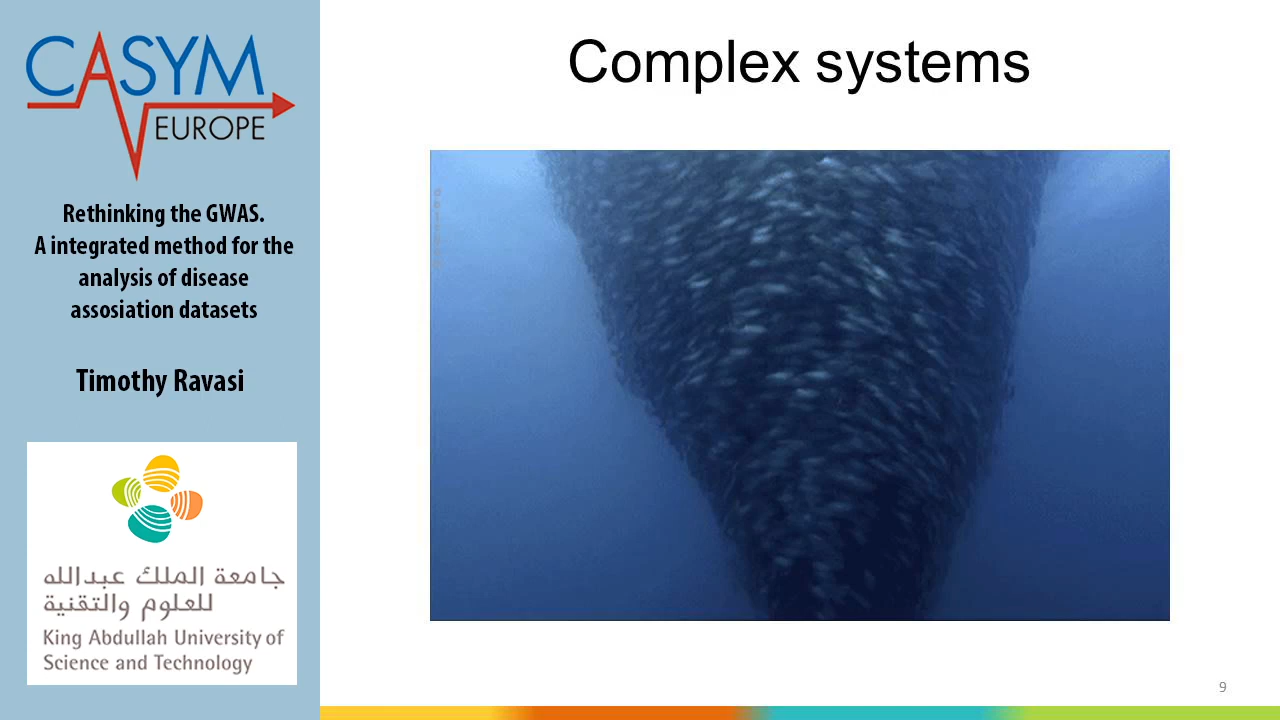 CASYM
EUROPE
Rethinking the GWAS.
A integrated method for the
analysis of disease
assosiation datasets
Timothy Ravasi
جامعة الملك عبدالله
للعلوم والتقنية
King Abdullah University of
Science and Technology
Complex systems
9